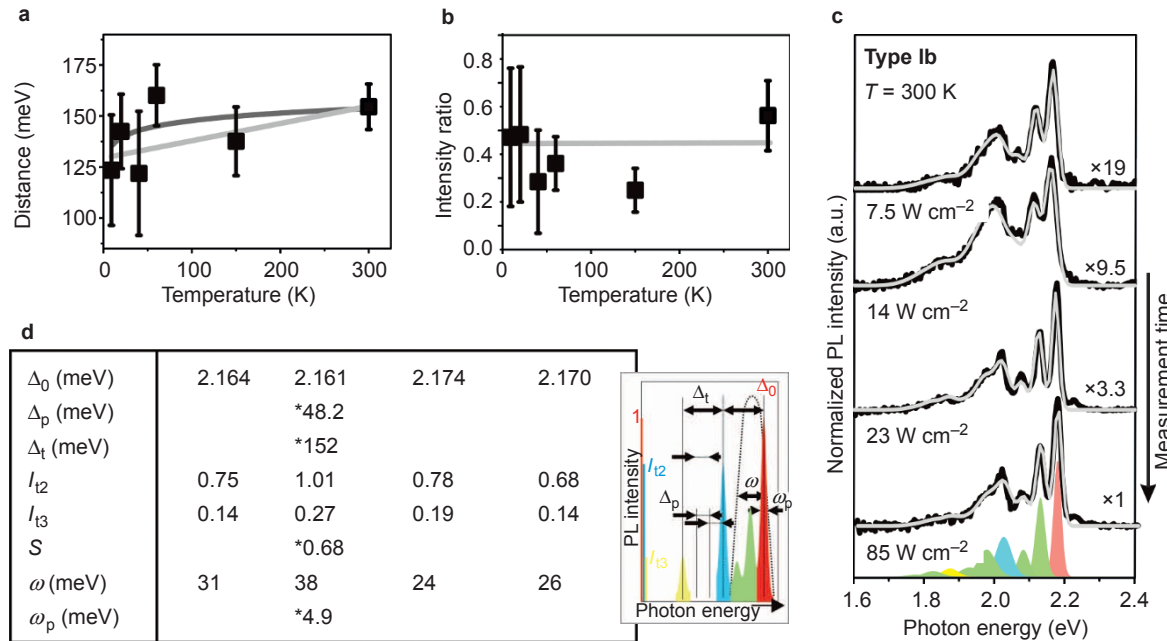 a
175
150
125
100
Distance (meV)
0 100 200 300
Temperature (K)
b
1.0
0.8
0.6
0.4
0.2
0.0
Intensity ratio
0 100 200 300
Temperature (K)
c
Type Ib
T = 300 K
×19
7.5 W cm–2
×9.5
14 W cm–2
×3.3
23 W cm–2
×1
85 W cm–2
Normalized PL intensity (a.u.)
Measurement time
1.6 1.8 2.0 2.2 2.4
Photon energy (eV)
d
Δ0 (meV) 2.164 2.161 2.174 2.170
Δp (meV) *48.2
Δt (meV) *152
It2 0.75 1.01 0.78 0.68
It3 0.14 0.27 0.19 0.14
S *0.68
ω (meV) 31 38 24 26
ωp (meV) *4.9
Δt Δ0
1
It2
Δp
ω
ωp
It3
PL intensity
Photon energy